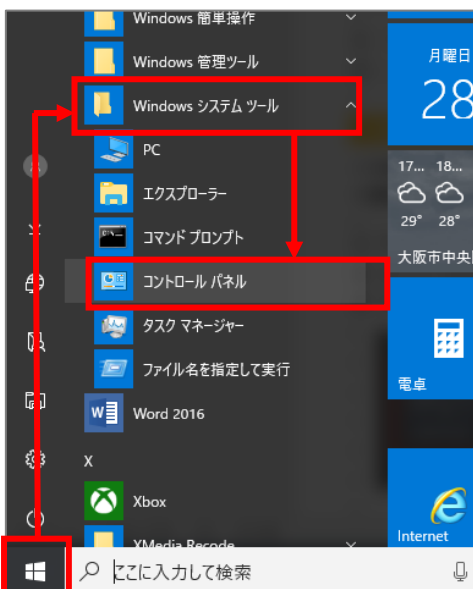 Windows 簡単操作
Windows 管理ツール
Windows システム ツール
PC
エクスプローラー
コマンド プロンプト
コントロール パネル
タスク マネージャー
ファイル名を指定して実行
Word 2016
X
Xbox
XMedia Recode
ここに入力して検索
月曜日
28
17... 18...
29° 28°
大阪市中央
電卓
Internet